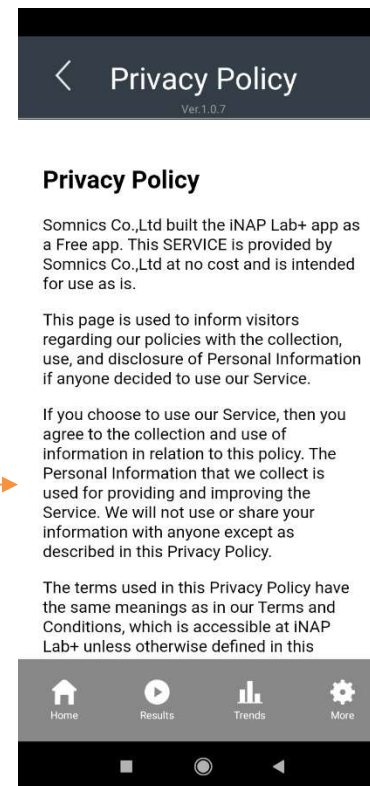 Privacy Policy
Ver.1.0.7
Privacy Policy
Somnics Co.,Ltd built the iNAP Lab+ app as
a Free app. This SERVICE is provided by
Somnics Co.,Ltd at no cost and is intended
for use as is.
This page is used to inform visitors
regarding our policies with the collection,
use, and disclosure of Personal Information
if anyone decided to use our Service.
If you choose to use our Service, then you
agree to the collection and use of
information in relation to this policy. The
Personal Information that we collect is
used for providing and improving the
Service. We will not use or share your
information with anyone except as
described in this Privacy Policy.
The terms used in this Privacy Policy have
the same meanings as in our Terms and
Conditions, which is accessible at iNAP
Lab+ unless otherwise defined in this
Home Results Trends More